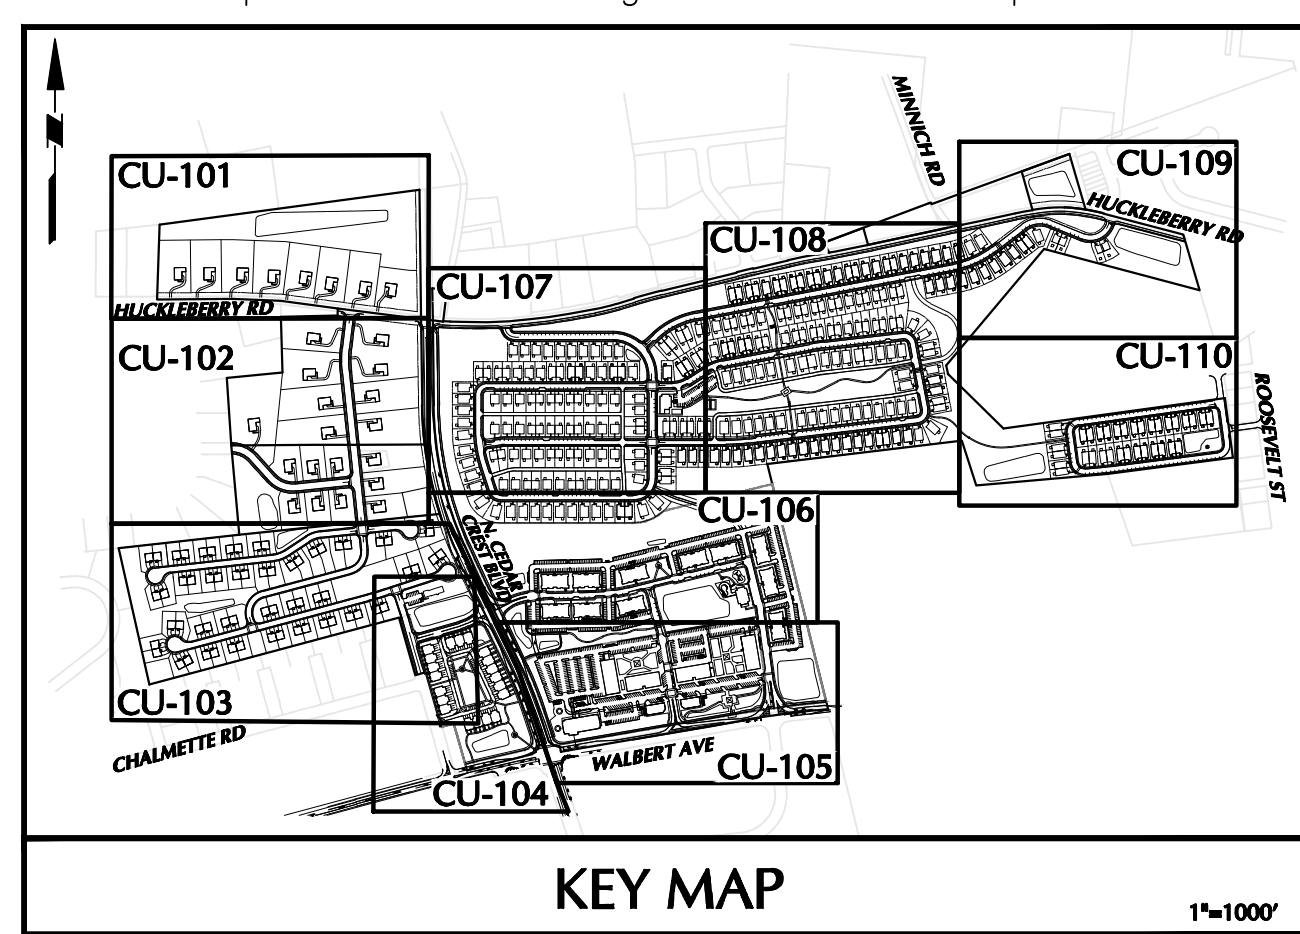 MINNICH RD
CU-101
CU-109
HUCKLEBERRY RD
CU-108
CU-107
HUCKLEBERRY RD
CU-102
CU-110
ROOSEVELT ST
CU-106
N. CEDAR
CREST BLVD
CU-103
CHALMETTE RD
WALBERT AVE
CU-105
CU-104
KEY MAP
1"=1000'